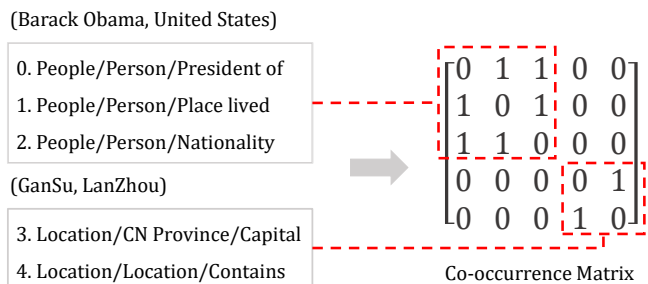 (Barack Obama, United States)
0. People/Person/President of
1. People/Person/Place lived
2. People/Person/Nationality
(GanSu, LanZhou)
3. Location/CN Province/Capital
4. Location/Location/Contains
0 1 1 0 0
1 0 1 0 0
1 1 0 0 0
0 0 0 0 1
0 0 0 1 0
Co-occurrence Matrix